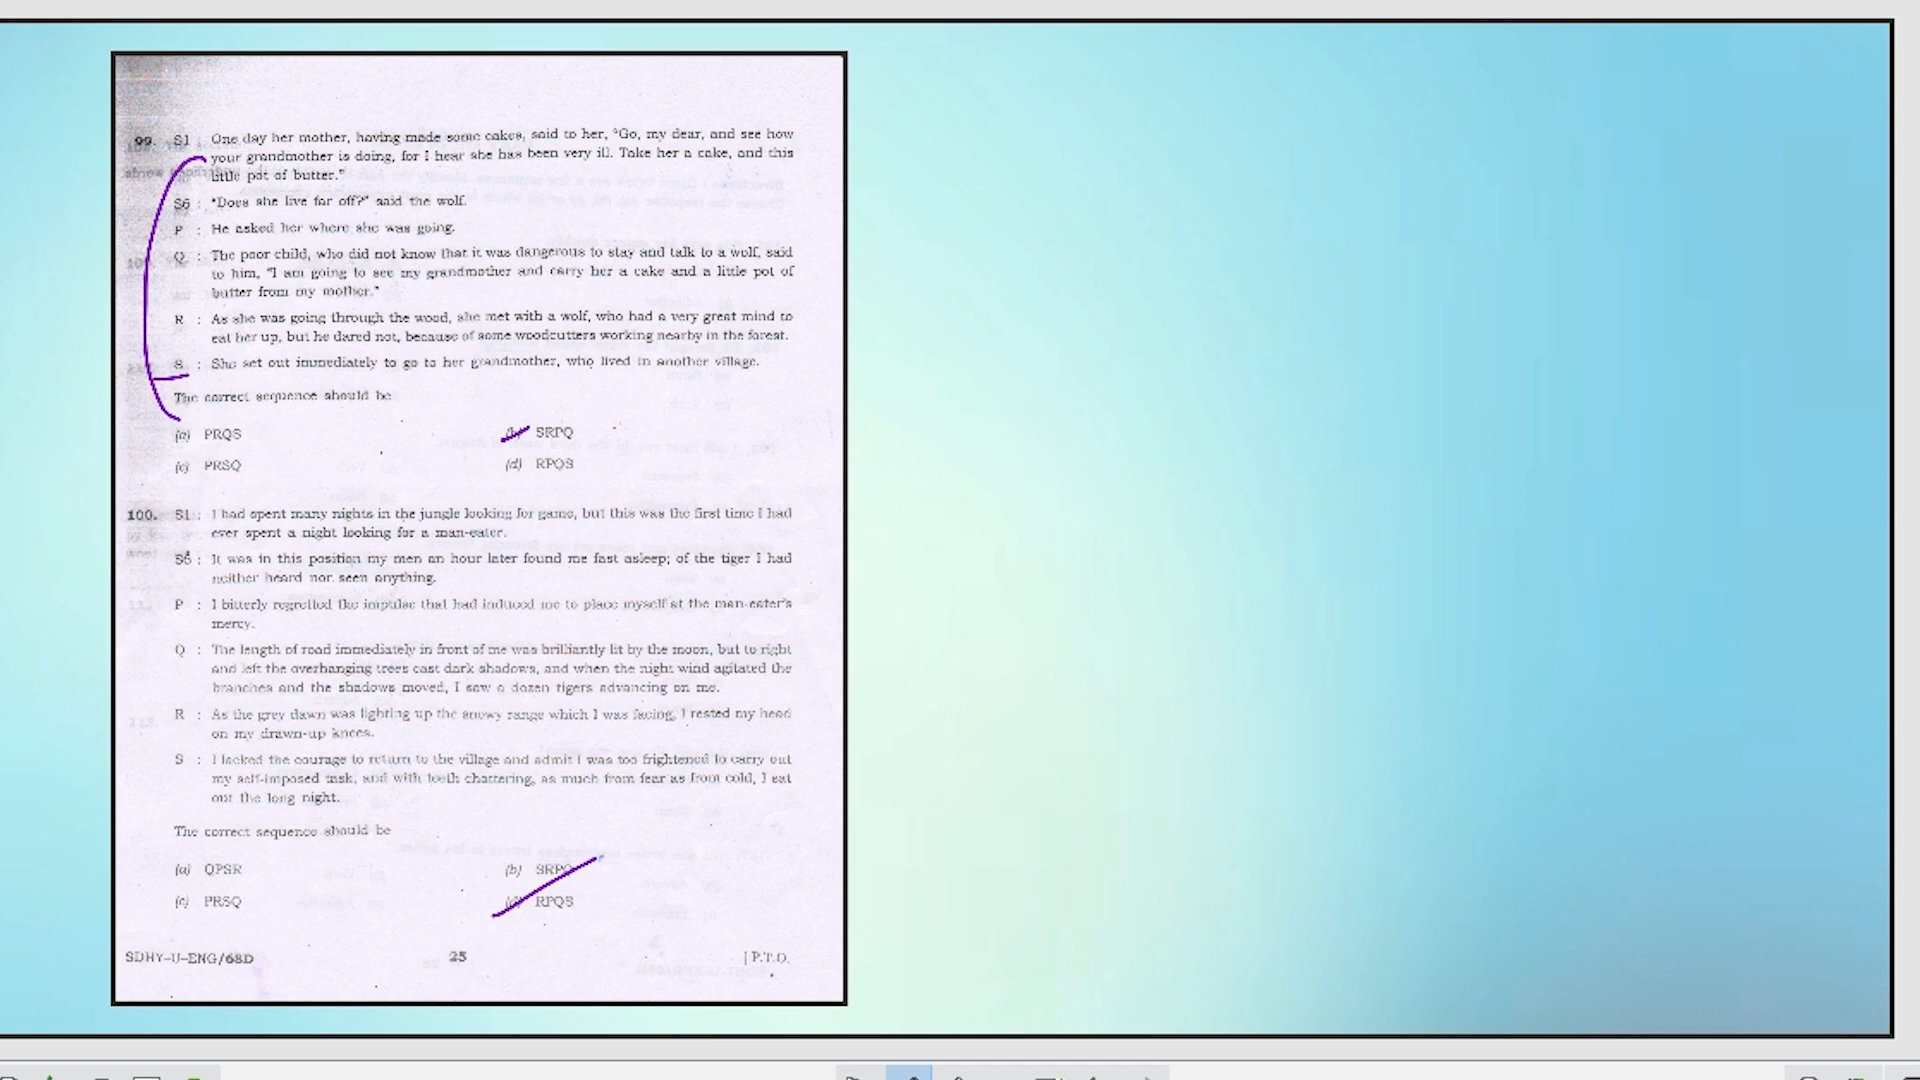 99. S1 : One day her mother, having made some cakes, said to her, "Go, my dear, and see how
your grandmother is doing, for I hear she has been very ill. Take her a cake, and this
little pot of butter."
S6 : "Does she live far off?" said the wolf.
P : He asked her where she was going.
Q : The poor child, who did not know that it was dangerous to stay and talk to a wolf, said
to him, "I am going to see my grandmother and carry her a cake and a little pot of
butter from my mother."
R : As she was going through the wood, she met with a wolf, who had a very great mind to
eat her up, but he dared not, because of some woodcutters working nearby in the forest.
S : She set out immediately to go to her grandmother, who lived in another village.
The correct sequence should be
(a) PRQS
(b) SRPQ
(c) PRSQ
(d) RPQS
100. S1 : I had spent many nights in the jungle looking for game, but this was the first time I had
ever spent a night looking for a man-eater.
S6 : It was in this position my men an hour later found me fast asleep; of the tiger I had
neither heard nor seen anything.
P : I bitterly regretted the impulse that had induced me to place myself at the man-eater's
mercy.
Q : The length of road immediately in front of me was brilliantly lit by the moon, but to right
and left the overhanging trees cast dark shadows, and when the night wind agitated the
branches and the shadows moved, I saw a dozen tigers advancing on me.
R : As the grey dawn was lighting up the snowy range which I was facing, I rested my head
on my drawn-up knees.
S : I lacked the courage to return to the village and admit I was too frightened to carry out
my self-imposed task, and with teeth chattering, as much from fear as from cold, I sat
out the long night.
The correct sequence should be
(a) QPSR
(b) SRPQ
(c) PRSQ
(d) RPQS
SDHY-U-ENG/68D 25 [ P.T.O.